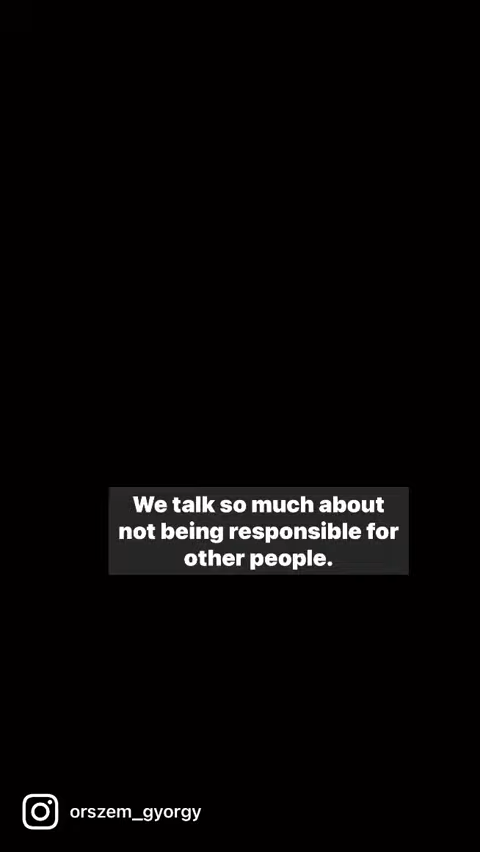 We talk so much about
not being responsible for
other people.
orszem_gyorgy